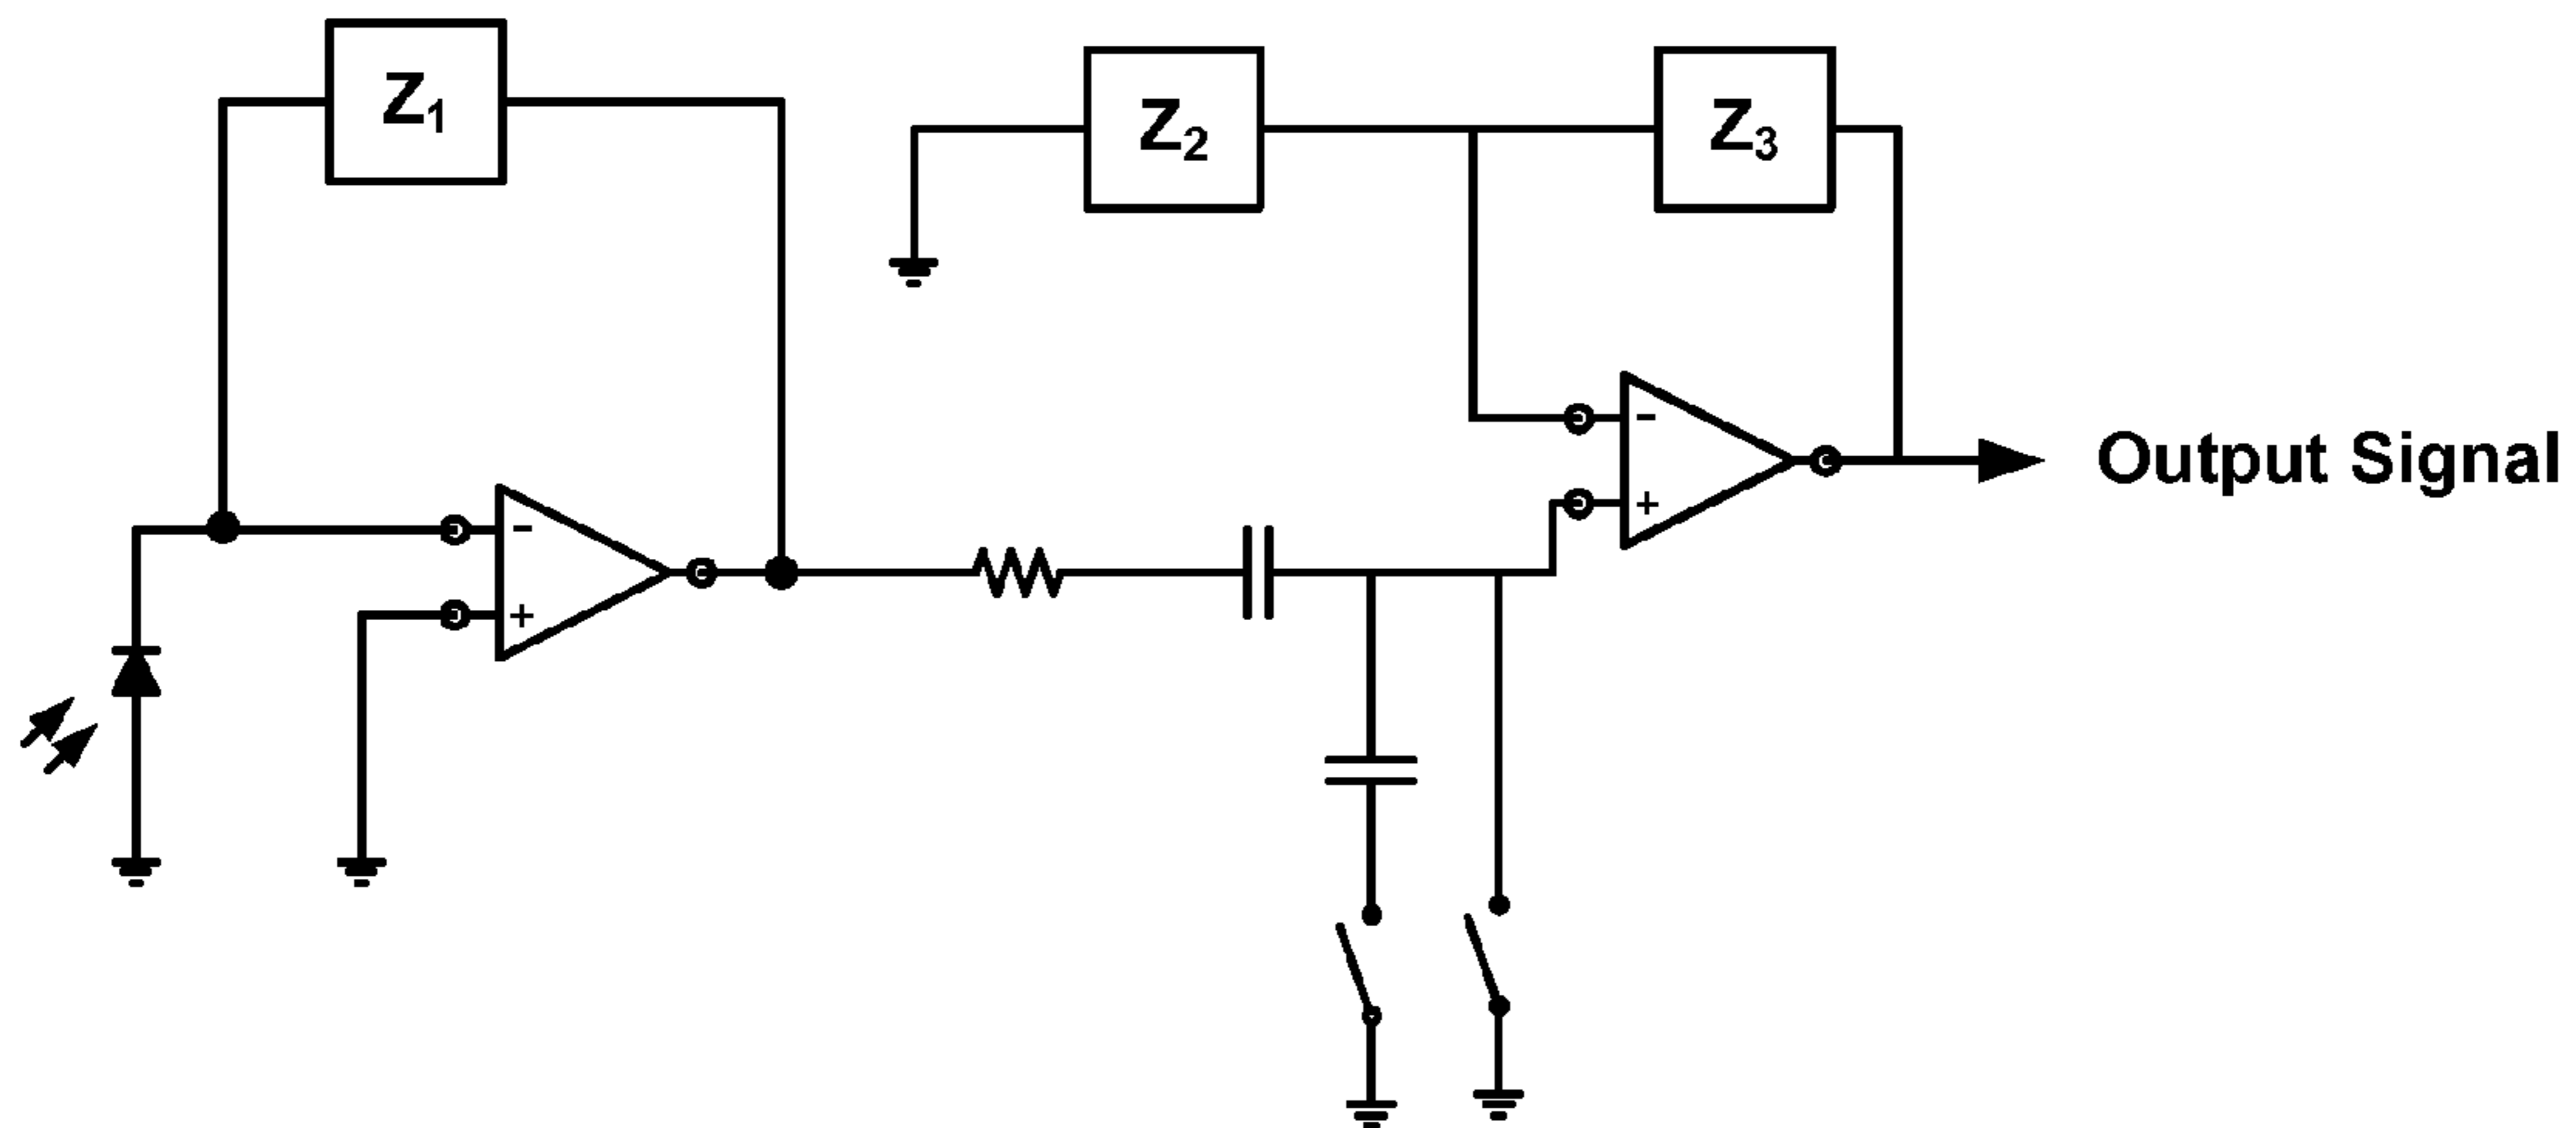 Z₁
Z₂
Z₃
-
+
-
+
Output Signal